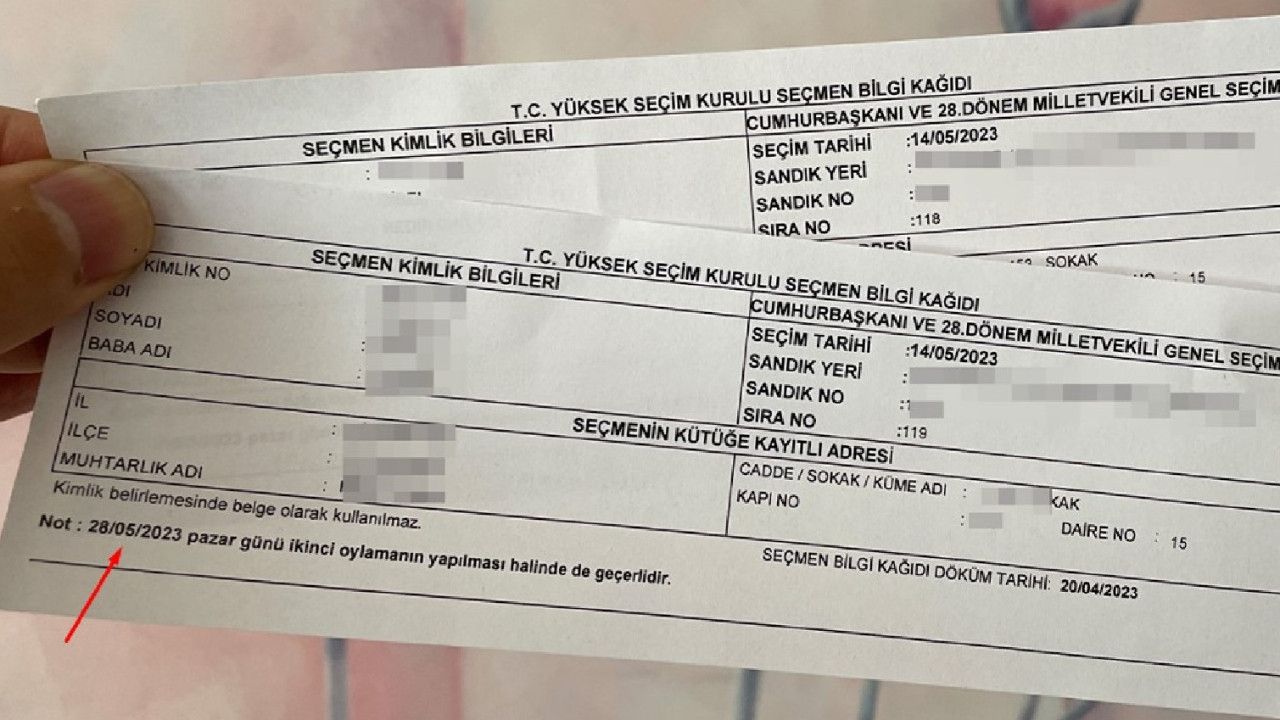 T.C. YÜKSEK SEÇİM KURULU SEÇMEN BİLGİ KAĞIDI
SEÇMEN KİMLİK BİLGİLERİ
CUMHURBAŞKANI VE 28.DÖNEM MİLLETVEKİLİ GENEL SEÇİM
SEÇİM TARİHİ :14/05/2023
SANDIK YERİ :
SANDIK NO :
SIRA NO :118
SOKAK
: 15
T.C. YÜKSEK SEÇİM KURULU SEÇMEN BİLGİ KAĞIDI
SEÇMEN KİMLİK BİLGİLERİ
CUMHURBAŞKANI VE 28.DÖNEM MİLLETVEKİLİ GENEL SEÇİM
KİMLİK NO
SOYADI :
BABA ADI :
SEÇİM TARİHİ :14/05/2023
SANDIK YERİ :
SANDIK NO :
SIRA NO :119
SEÇMENİN KÜTÜĞE KAYITLI ADRESİ
İL :
İLÇE :
MUHTARLIK ADI :
CADDE / SOKAK / KÜME ADI :
KAPI NO :
DAİRE NO : 15
Kimlik belirlemesinde belge olarak kullanılmaz.
SEÇMEN BİLGİ KAĞIDI DÖKÜM TARİHİ: 20/04/2023
Not : 28/05/2023 pazar günü ikinci oylamanın yapılması halinde de geçerlidir.